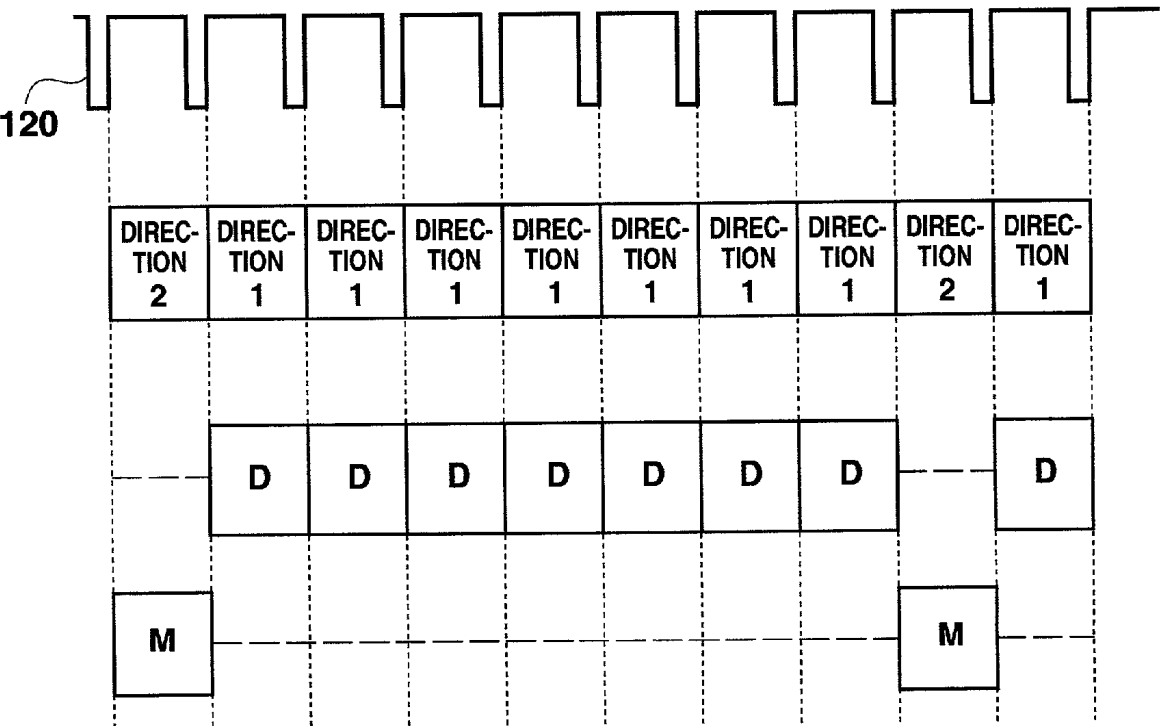 120
DIREC- DIREC- DIREC- DIREC- DIREC- DIREC- DIREC- DIREC- DIREC- DIREC-
TION TION TION TION TION TION TION TION TION TION
2 1 1 1 1 1 1 1 2 1
D D D D D D D D
M M